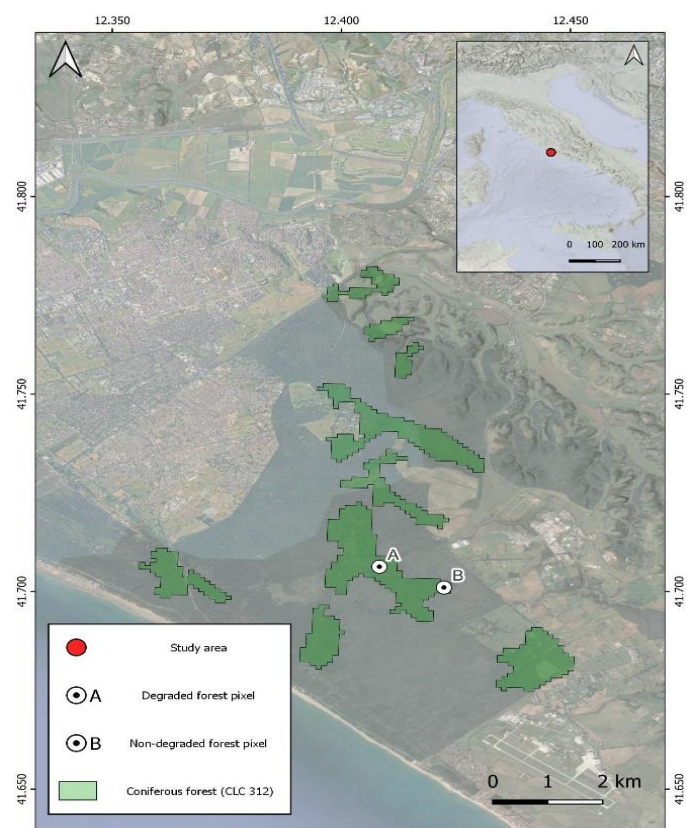 12.350 12.400 12.450
41.800 41.800
0 100 200 km
41.750 41.750
A
B
41.700 41.700
Study area
A Degraded forest pixel
B Non-degraded forest pixel
Coniferous forest (CLC 312)
0 1 2 km
41.650 41.650